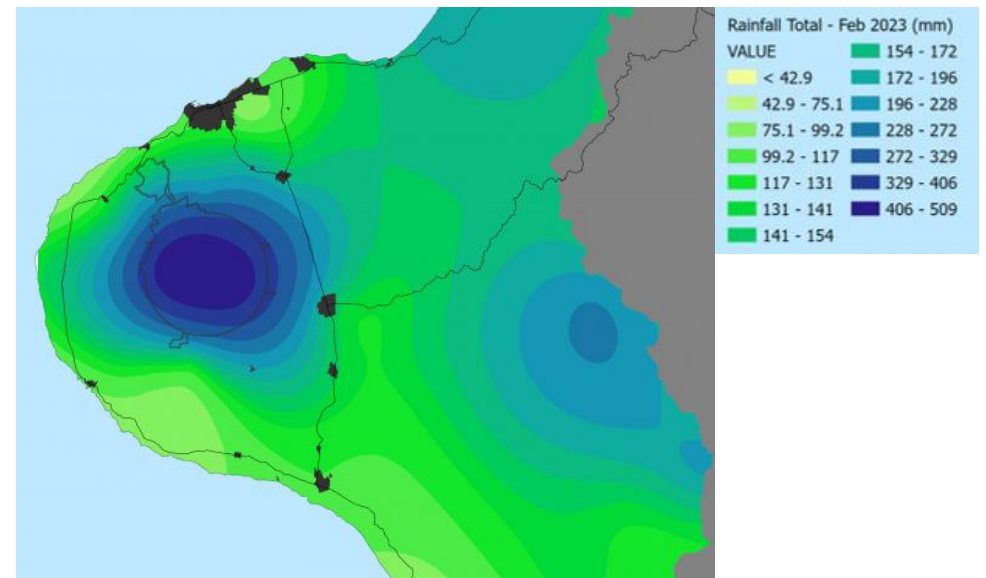 Rainfall Total - Feb 2023 (mm)
VALUE
< 42.9
42.9 - 75.1
75.1 - 99.2
99.2 - 117
117 - 131
131 - 141
141 - 154
154 - 172
172 - 196
196 - 228
228 - 272
272 - 329
329 - 406
406 - 509